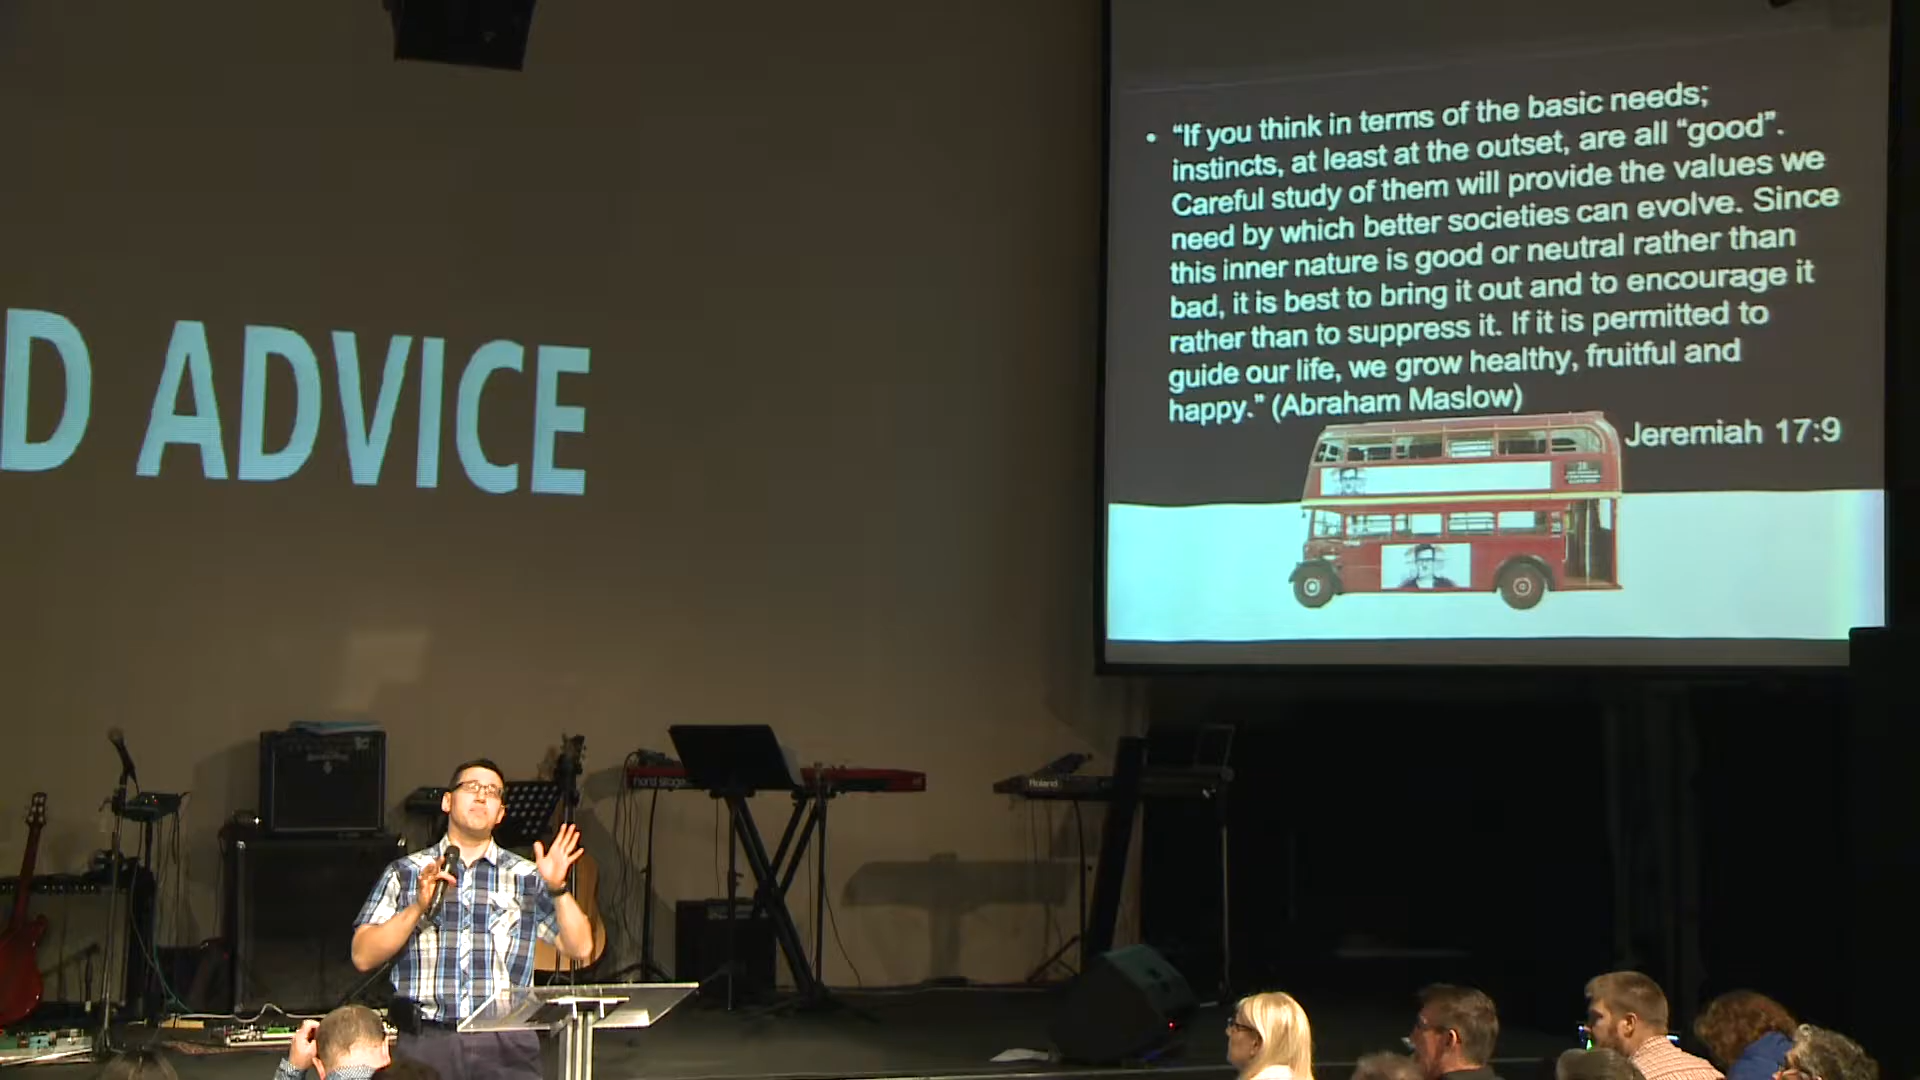 D ADVICE
• “If you think in terms of the basic needs;
instincts, at least at the outset, are all “good”.
Careful study of them will provide the values we
need by which better societies can evolve. Since
this inner nature is good or neutral rather than
bad, it is best to bring it out and to encourage it
rather than to suppress it. If it is permitted to
guide our life, we grow healthy, fruitful and
happy.” (Abraham Maslow)
Jeremiah 17:9
nord stage
Roland